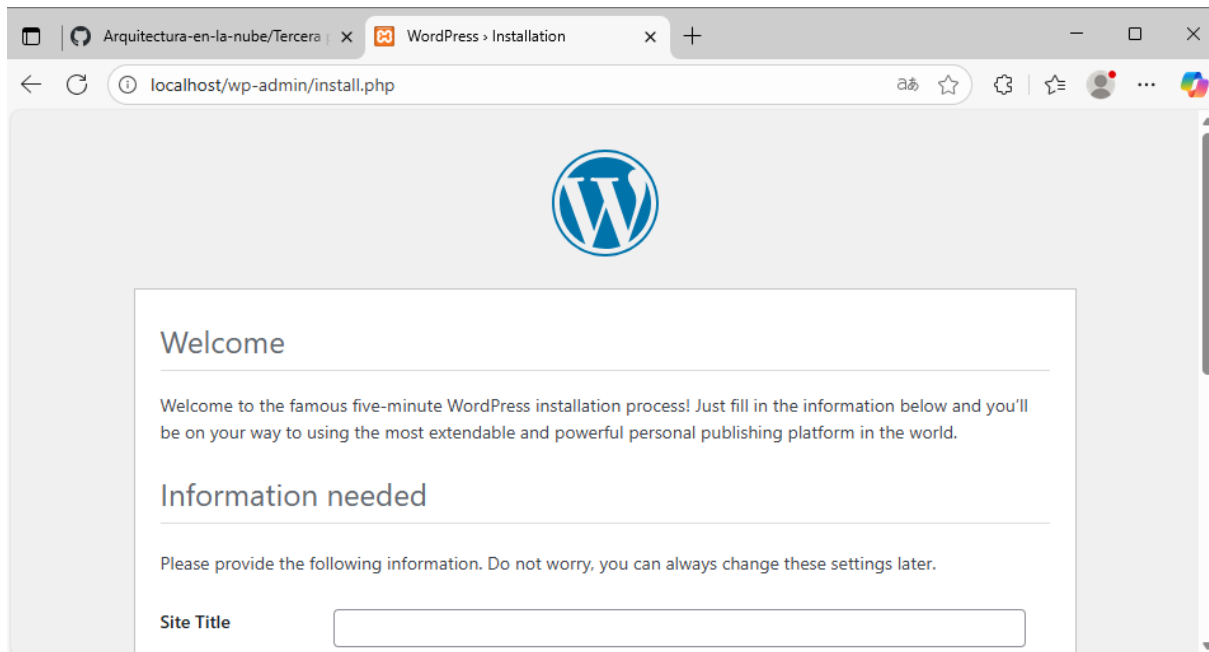 Arquitectura-en-la-nube/Tercera
WordPress › Installation
localhost/wp-admin/install.php
Welcome
Welcome to the famous five-minute WordPress installation process! Just fill in the information below and you’ll
be on your way to using the most extendable and powerful personal publishing platform in the world.
Information needed
Please provide the following information. Do not worry, you can always change these settings later.
Site Title